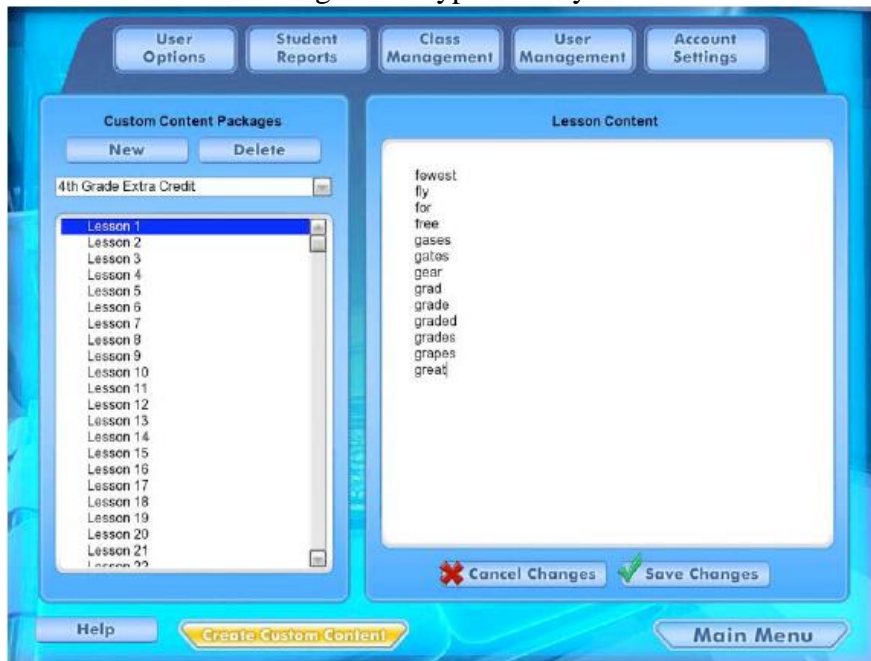 User Options
Student Reports
Class Management
User Management
Account Settings
Custom Content Packages
New
Delete
4th Grade Extra Credit
Lesson 1
Lesson 2
Lesson 3
Lesson 4
Lesson 5
Lesson 6
Lesson 7
Lesson 8
Lesson 9
Lesson 10
Lesson 11
Lesson 12
Lesson 13
Lesson 14
Lesson 15
Lesson 16
Lesson 17
Lesson 18
Lesson 19
Lesson 20
Lesson 21
Lesson 22
Lesson Content
fewest
fly
for
free
gases
gates
gear
grad
grade
graded
grades
grapes
great
Cancel Changes
Save Changes
Help
Create Custom Content
Main Menu